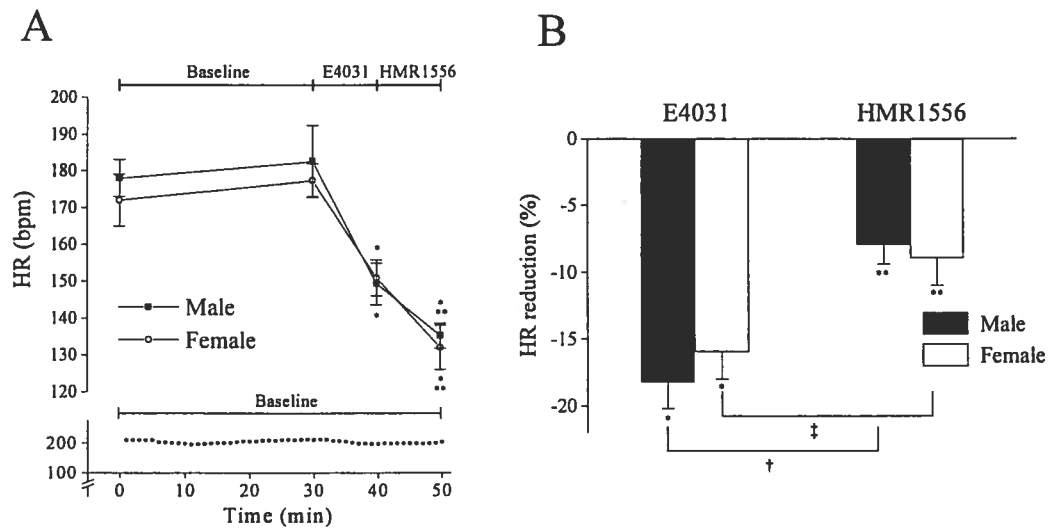 A
Baseline E4031 HMR1556
200
190
180
170
160
150
140
130
120
HR (bpm)
Male
Female
* 
*
*
**
*
**
Baseline
200
100
0 10 20 30 40 50
Time (min)
B
E4031 HMR1556
0
-5
-10
-15
-20
HR reduction (%)
**
**
*
*
Male
Female
‡
†